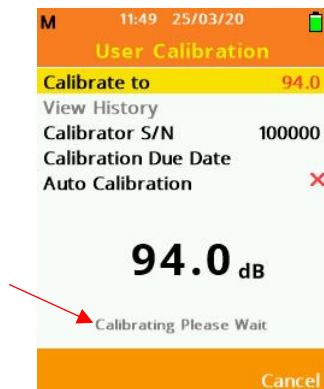 M 11:49 25/03/20
User Calibration
Calibrate to 94.0
View History
Calibrator S/N 100000
Calibration Due Date
Auto Calibration
94.0 dB
Calibrating Please Wait
Cancel